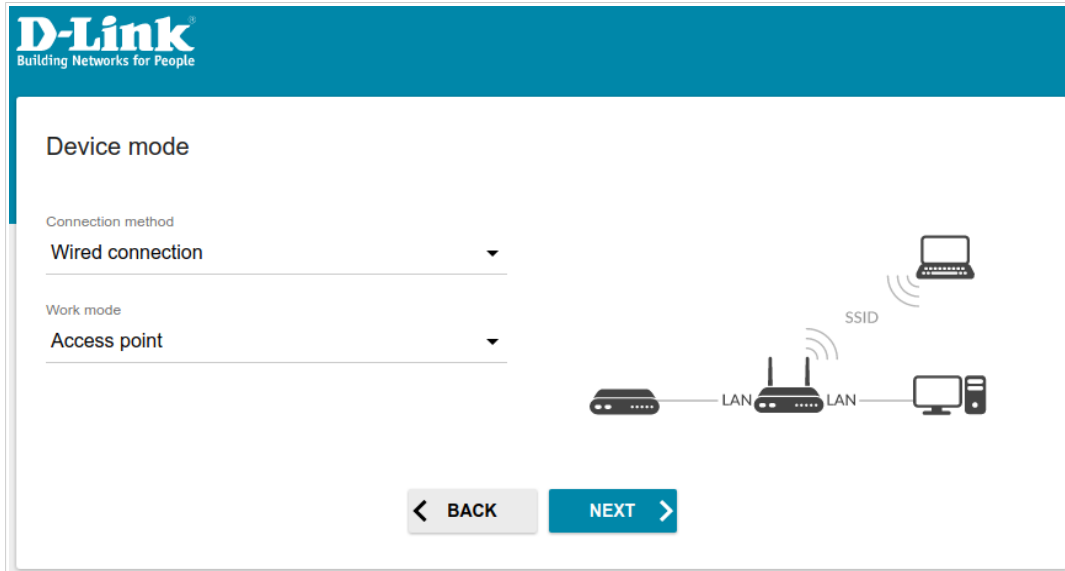 D-Link
Building Networks for People
Device mode
Connection method
Wired connection
Work mode
Access point
SSID
LAN LAN
BACK NEXT